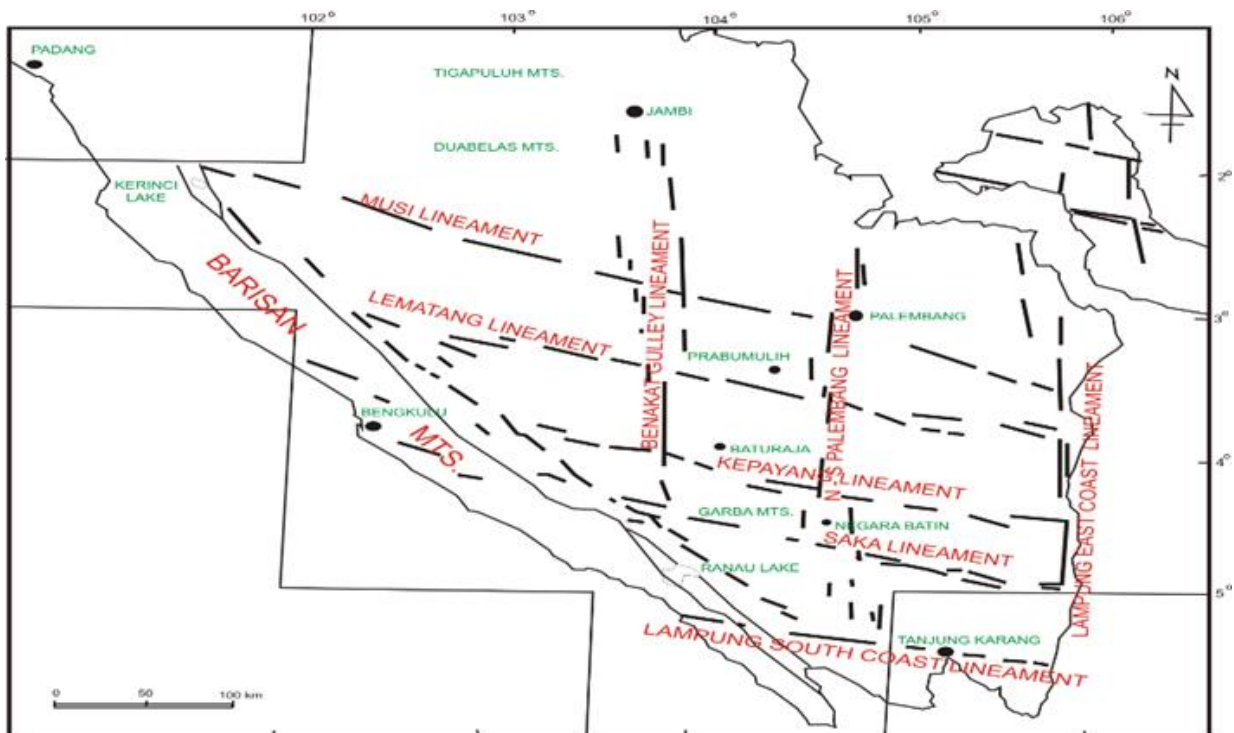 102°
103°
104°
105°
106°
PADANG
TIGAPULUH MTS.
N
JAMBI
DUABELAS MTS.
KERINCI
LAKE
2°
MUSI LINEAMENT
BARISAN
MTS.
LEMATANG LINEAMENT
BENAKAT GULLEY LINEAMENT
N - S PALEMBANG LINEAMENT
PALEMBANG
3°
PRABUMULIH
LAMPUNG EAST COAST LINEAMENT
BENGKULU
BATURAJA
4°
KEPAYANG LINEAMENT
GARBA MTS.
NEGARA BATIN
SAKA LINEAMENT
RANAU LAKE
5°
LAMPUNG SOUTH COAST LINEAMENT
TANJUNG KARANG
0 50 100 km